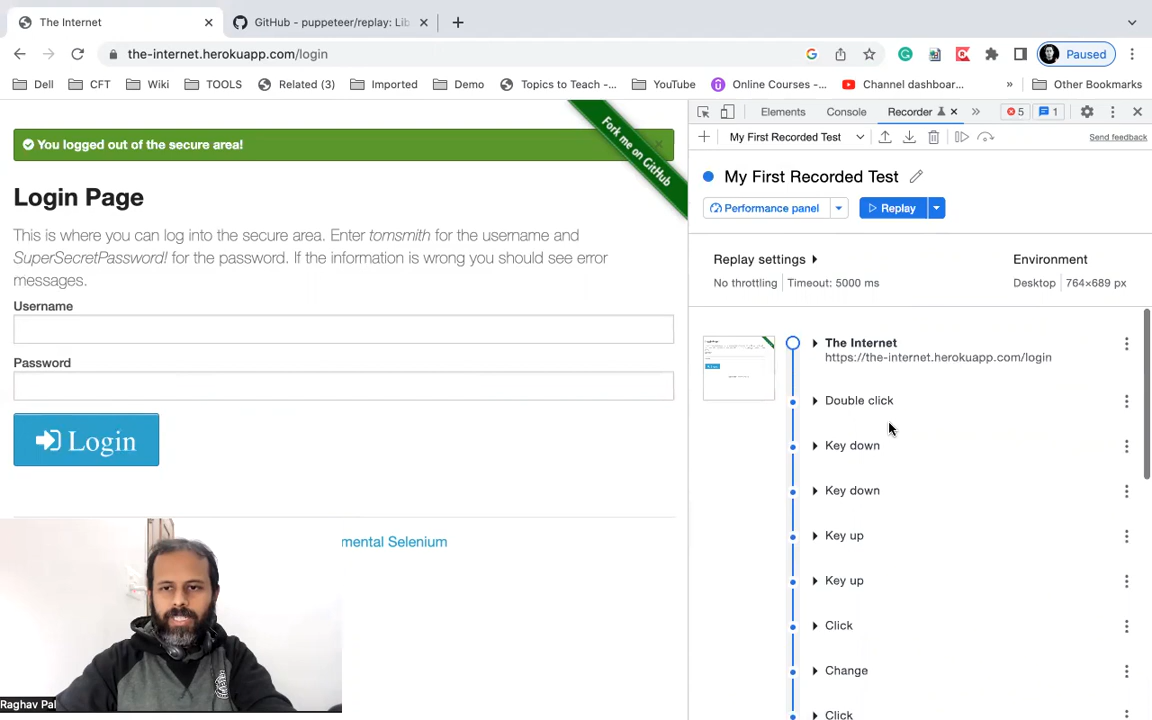 The Internet
GitHub - puppeteer/replay: Lib
the-internet.herokuapp.com/login
Paused
Dell
CFT
Wiki
TOOLS
Related (3)
Imported
Demo
Topics to Teach -...
YouTube
Online Courses -...
Channel dashboar...
»
Other Bookmarks
You logged out of the secure area!
Fork me on GitHub
Login Page
This is where you can log into the secure area. Enter tomsmith for the username and
SuperSecretPassword! for the password. If the information is wrong you should see error
messages.
Username
Password
Login
mental Selenium
Raghav Pal
Elements
Console
Recorder
»
5
1
My First Recorded Test
Send feedback
My First Recorded Test
Performance panel
Replay
Replay settings
No throttling
Timeout: 5000 ms
Environment
Desktop
764×689 px
The Internet
https://the-internet.herokuapp.com/login
Double click
Key down
Key down
Key up
Key up
Click
Change
Click